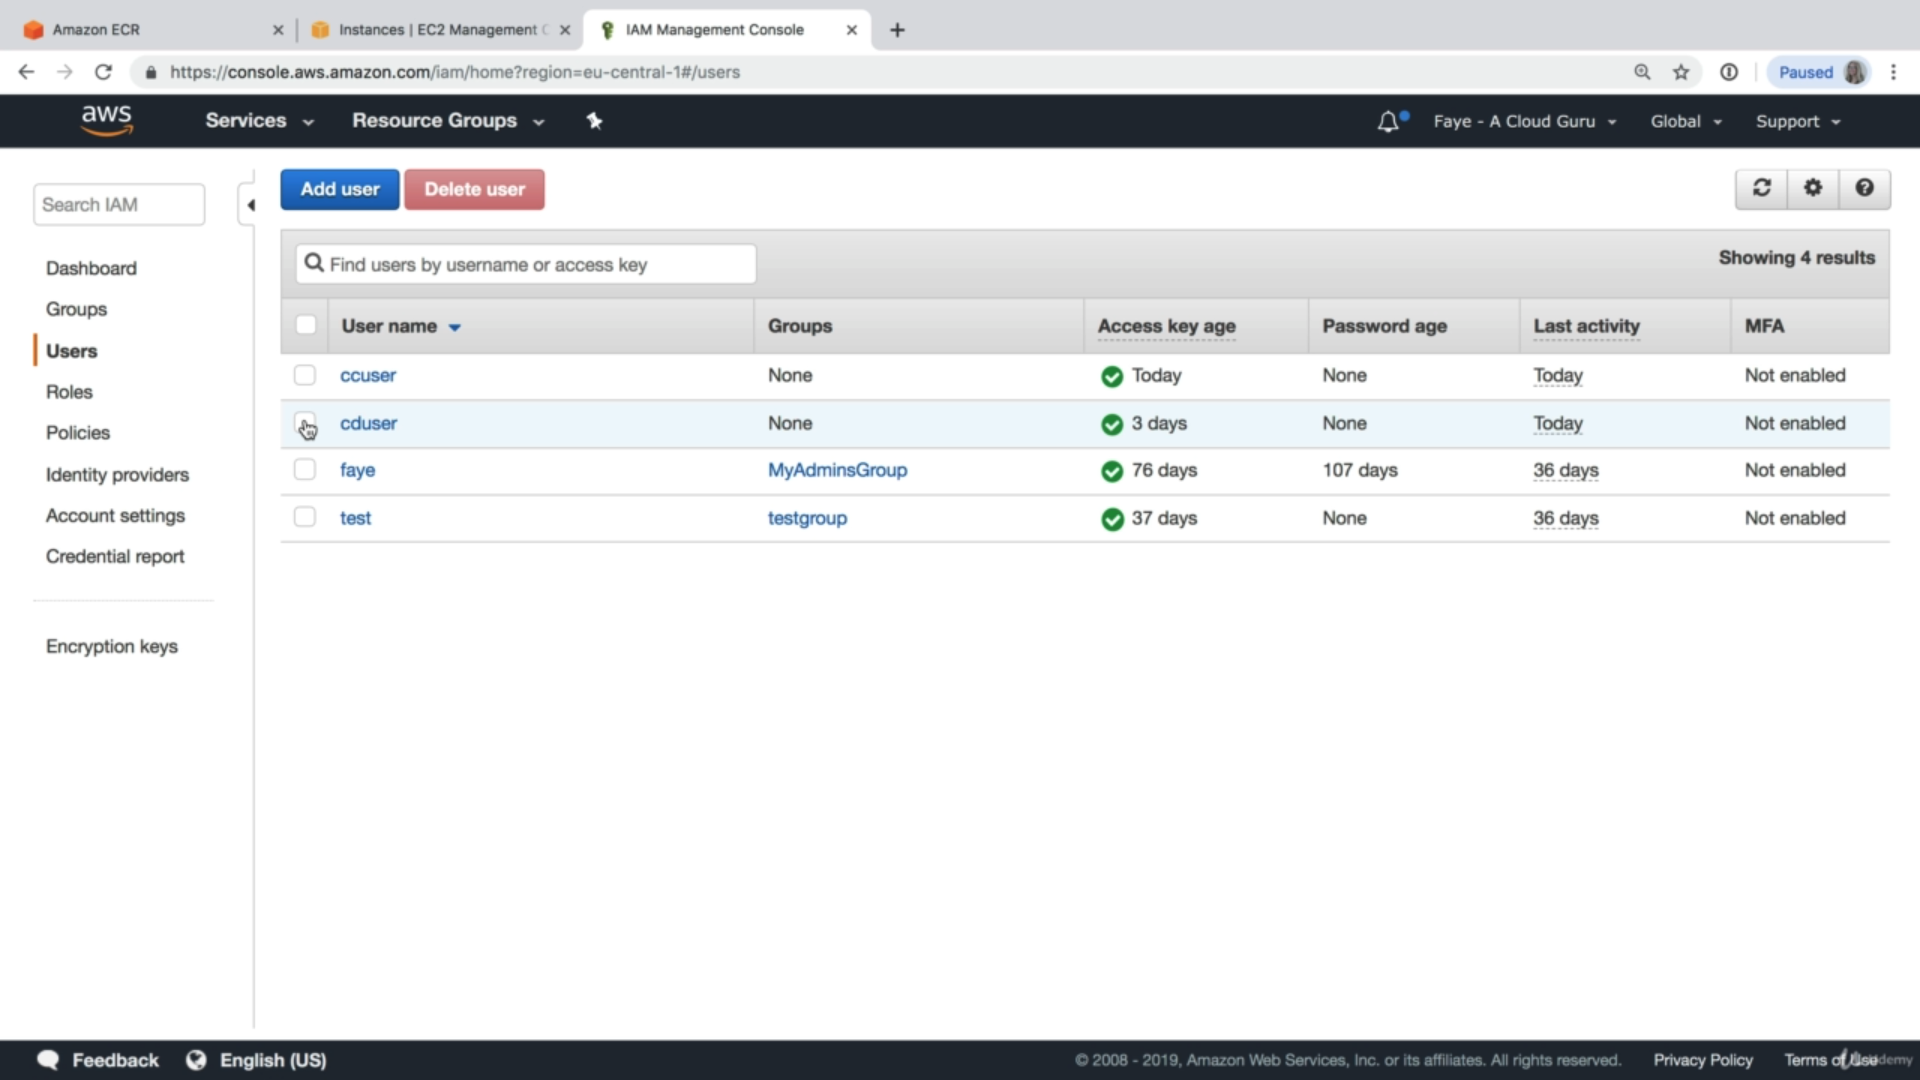 Amazon ECR
Instances | EC2 Management C
IAM Management Console
https://console.aws.amazon.com/iam/home?region=eu-central-1#/users
Paused
aws
Services
Resource Groups
Faye - A Cloud Guru
Global
Support
Search IAM
Dashboard
Groups
Users
Roles
Policies
Identity providers
Account settings
Credential report
Encryption keys
Add user
Delete user
Find users by username or access key
Showing 4 results
User name Groups Access key age Password age Last activity MFA
ccuser None Today None Today Not enabled
cduser None 3 days None Today Not enabled
faye MyAdminsGroup 76 days 107 days 36 days Not enabled
test testgroup 37 days None 36 days Not enabled
Feedback
English (US)
© 2008 - 2019, Amazon Web Services, Inc. or its affiliates. All rights reserved.
Privacy Policy
Terms of Use